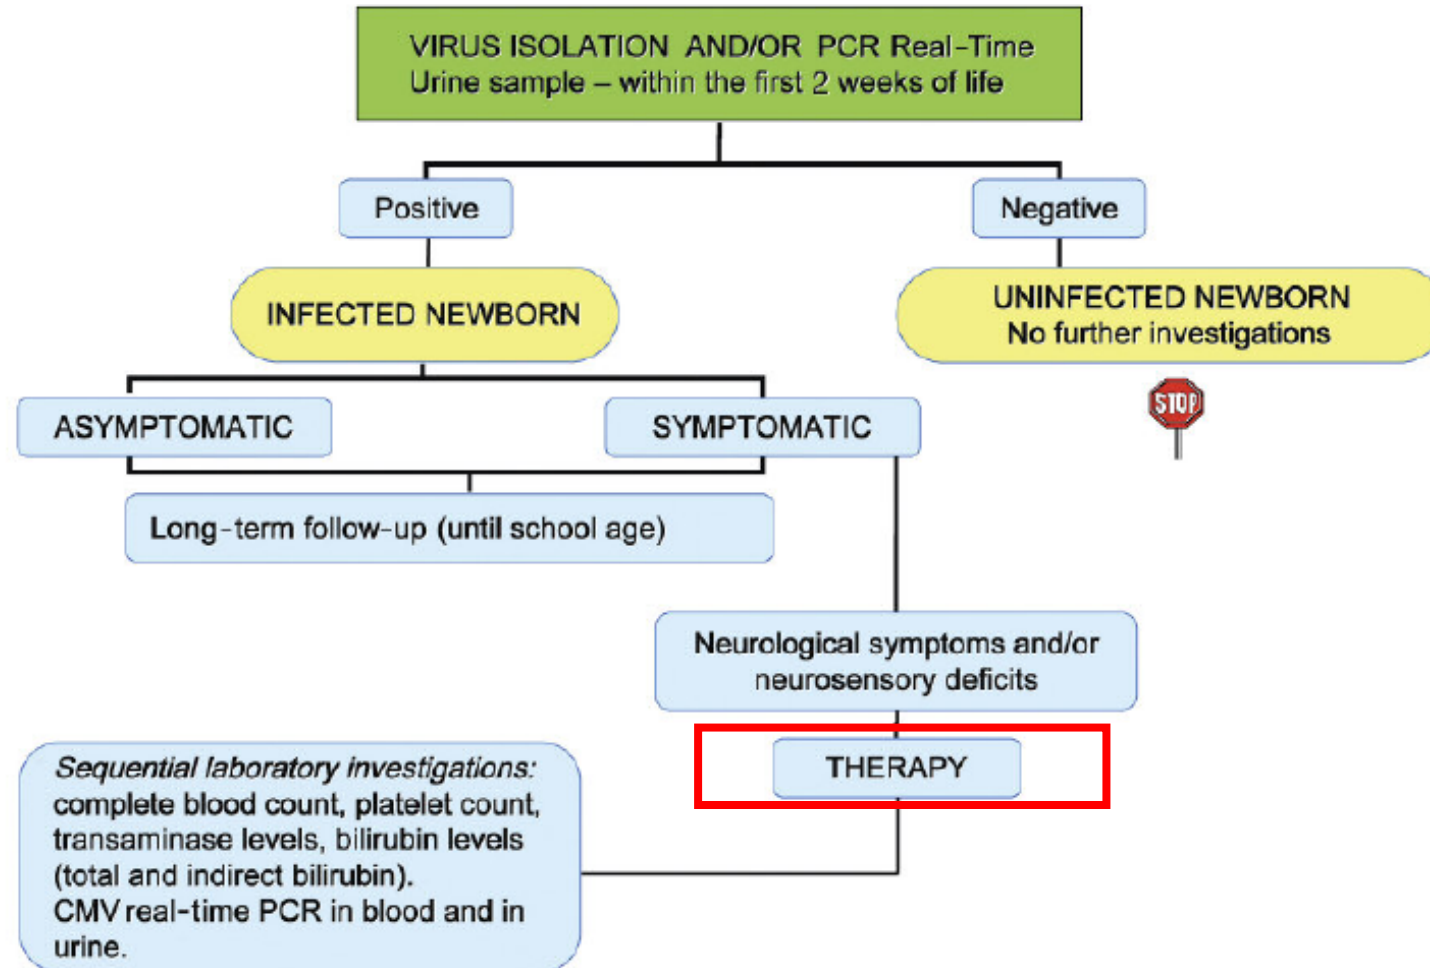 VIRUS ISOLATION AND/OR PCR Real-Time
Urine sample – within the first 2 weeks of life
Positive
Negative
INFECTED NEWBORN
UNINFECTED NEWBORN
No further investigations
STOP
ASYMPTOMATIC
SYMPTOMATIC
Long-term follow-up (until school age)
Neurological symptoms and/or
neurosensory deficits
THERAPY
Sequential laboratory investigations:
complete blood count, platelet count,
transaminase levels, bilirubin levels
(total and indirect bilirubin).
CMV real-time PCR in blood and in
urine.